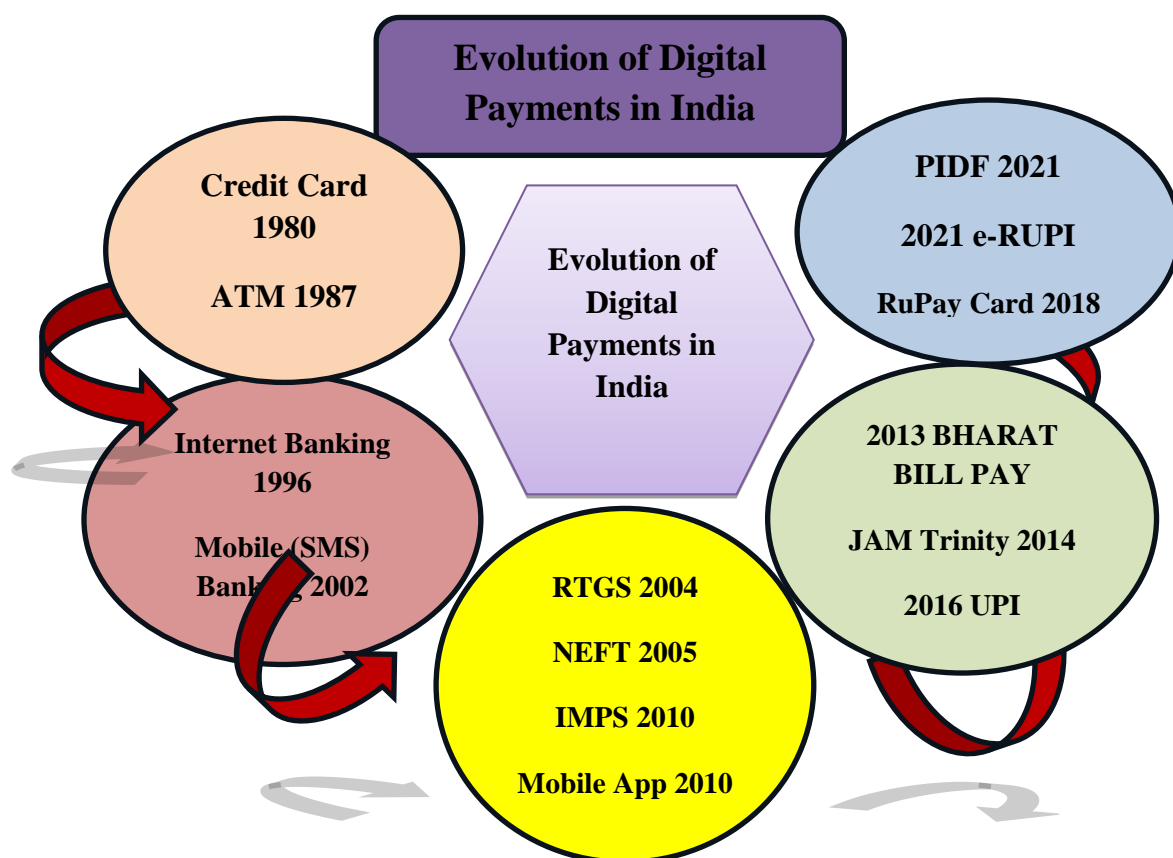 Evolution of Digital
Payments in India
Credit Card
1980
ATM 1987
Internet Banking
1996
Mobile (SMS)
Banking 2002
Evolution of
Digital
Payments in
India
RTGS 2004
NEFT 2005
IMPS 2010
Mobile App 2010
2013 BHARAT
BILL PAY
JAM Trinity 2014
2016 UPI
PIDF 2021
2021 e-RUPI
RuPay Card 2018